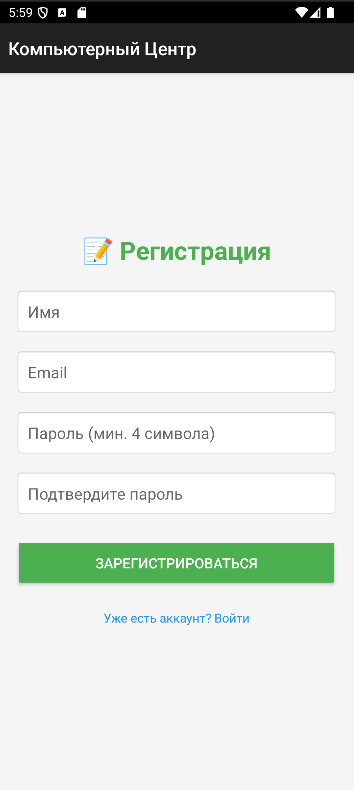 5:59
Компьютерный Центр
Регистрация
Имя
Email
Пароль (мин. 4 символа)
Подтвердите пароль
ЗАРЕГИСТРИРОВАТЬСЯ
Уже есть аккаунт? Войти